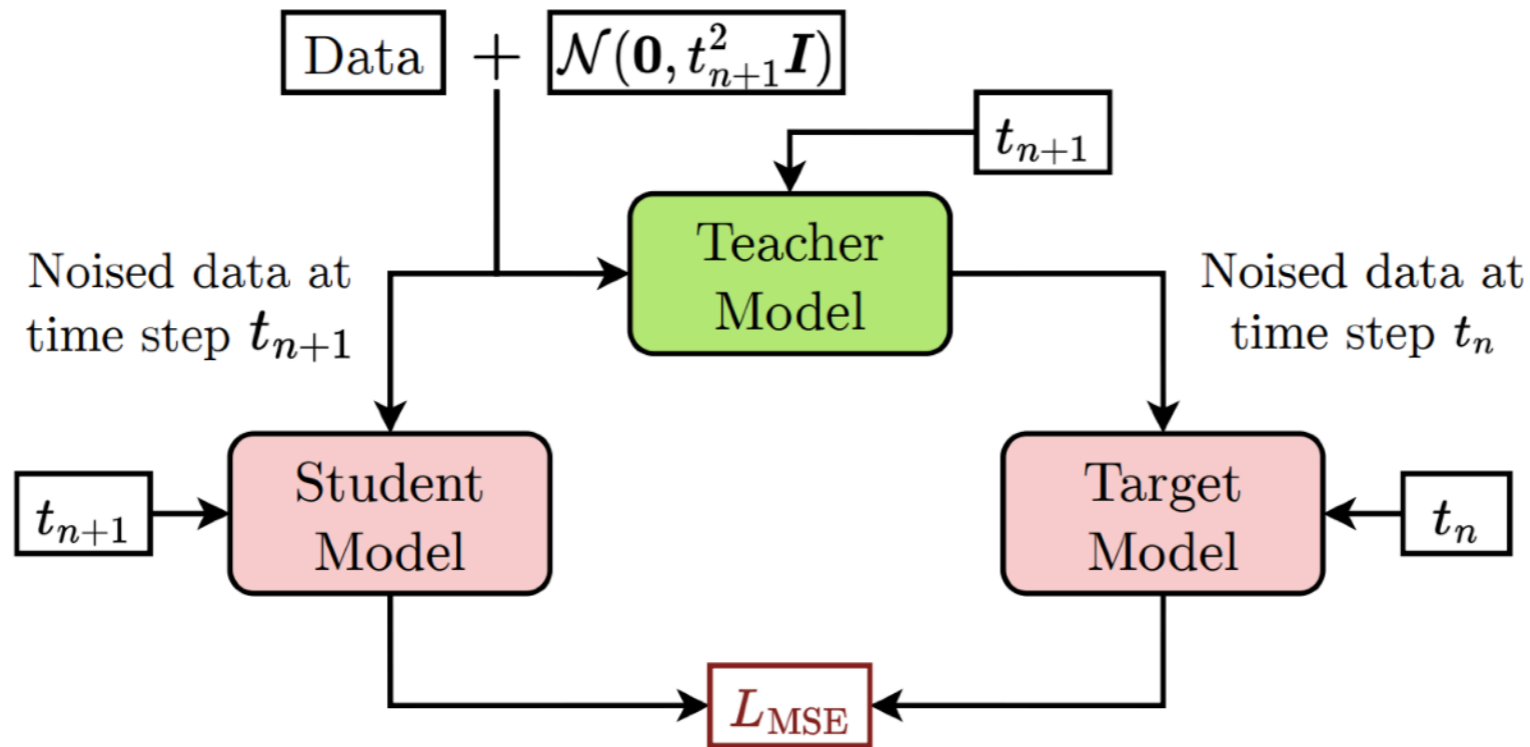 Data + 𝒩(𝟎, t²ₙ₊₁𝑰)
tₙ₊₁
Teacher
Model
Noised data at
time step tₙ₊₁
Noised data at
time step tₙ
tₙ₊₁
Student
Model
Target
Model
tₙ
L_MSE